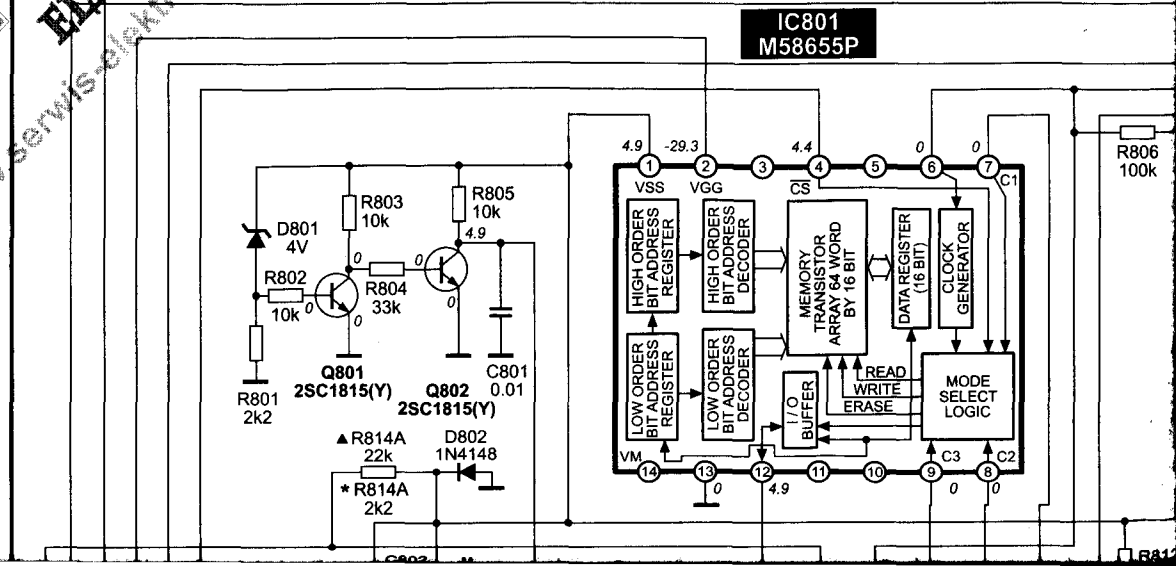 serwis-elekt
IC801
M58655P
4.9
-29.3
4.4
0
0
1
2
3
4
5
6
7
VSS
VGG
CS
C1
R806
100k
R803
10k
R805
10k
D801
4V
4.9
R802
10k
0
0
0
R804
33k
0
0
R801
2k2
Q801
2SC1815(Y)
Q802
2SC1815(Y)
C801
0.01
HIGH ORDER
BIT ADDRESS
REGISTER
HIGH ORDER
BIT ADDRESS
DECODER
MEMORY
TRANSISTOR
ARRAY 64 WORD
BY 16 BIT
DATA REGISTER
(16 BIT)
CLOCK
GENERATOR
LOW ORDER
BIT ADDRESS
REGISTER
LOW ORDER
BIT ADDRESS
DECODER
I / O
BUFFER
READ
WRITE
ERASE
MODE
SELECT
LOGIC
▲ R814A
22k
* R814A
2k2
D802
1N4148
VM
C3
C2
14
13
12
11
10
9
8
0
4.9
0
0